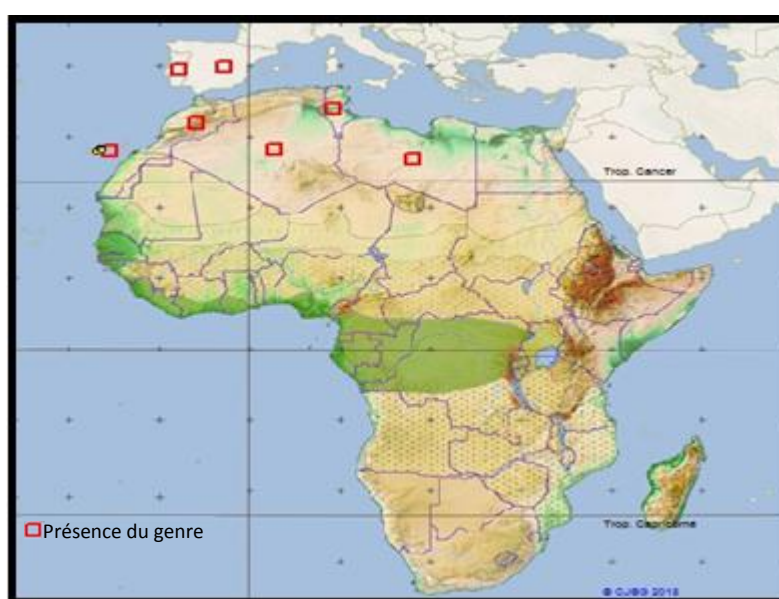 Trop. Cancer
Présence du genre
Trop. Capricorne
© CJBG 2018